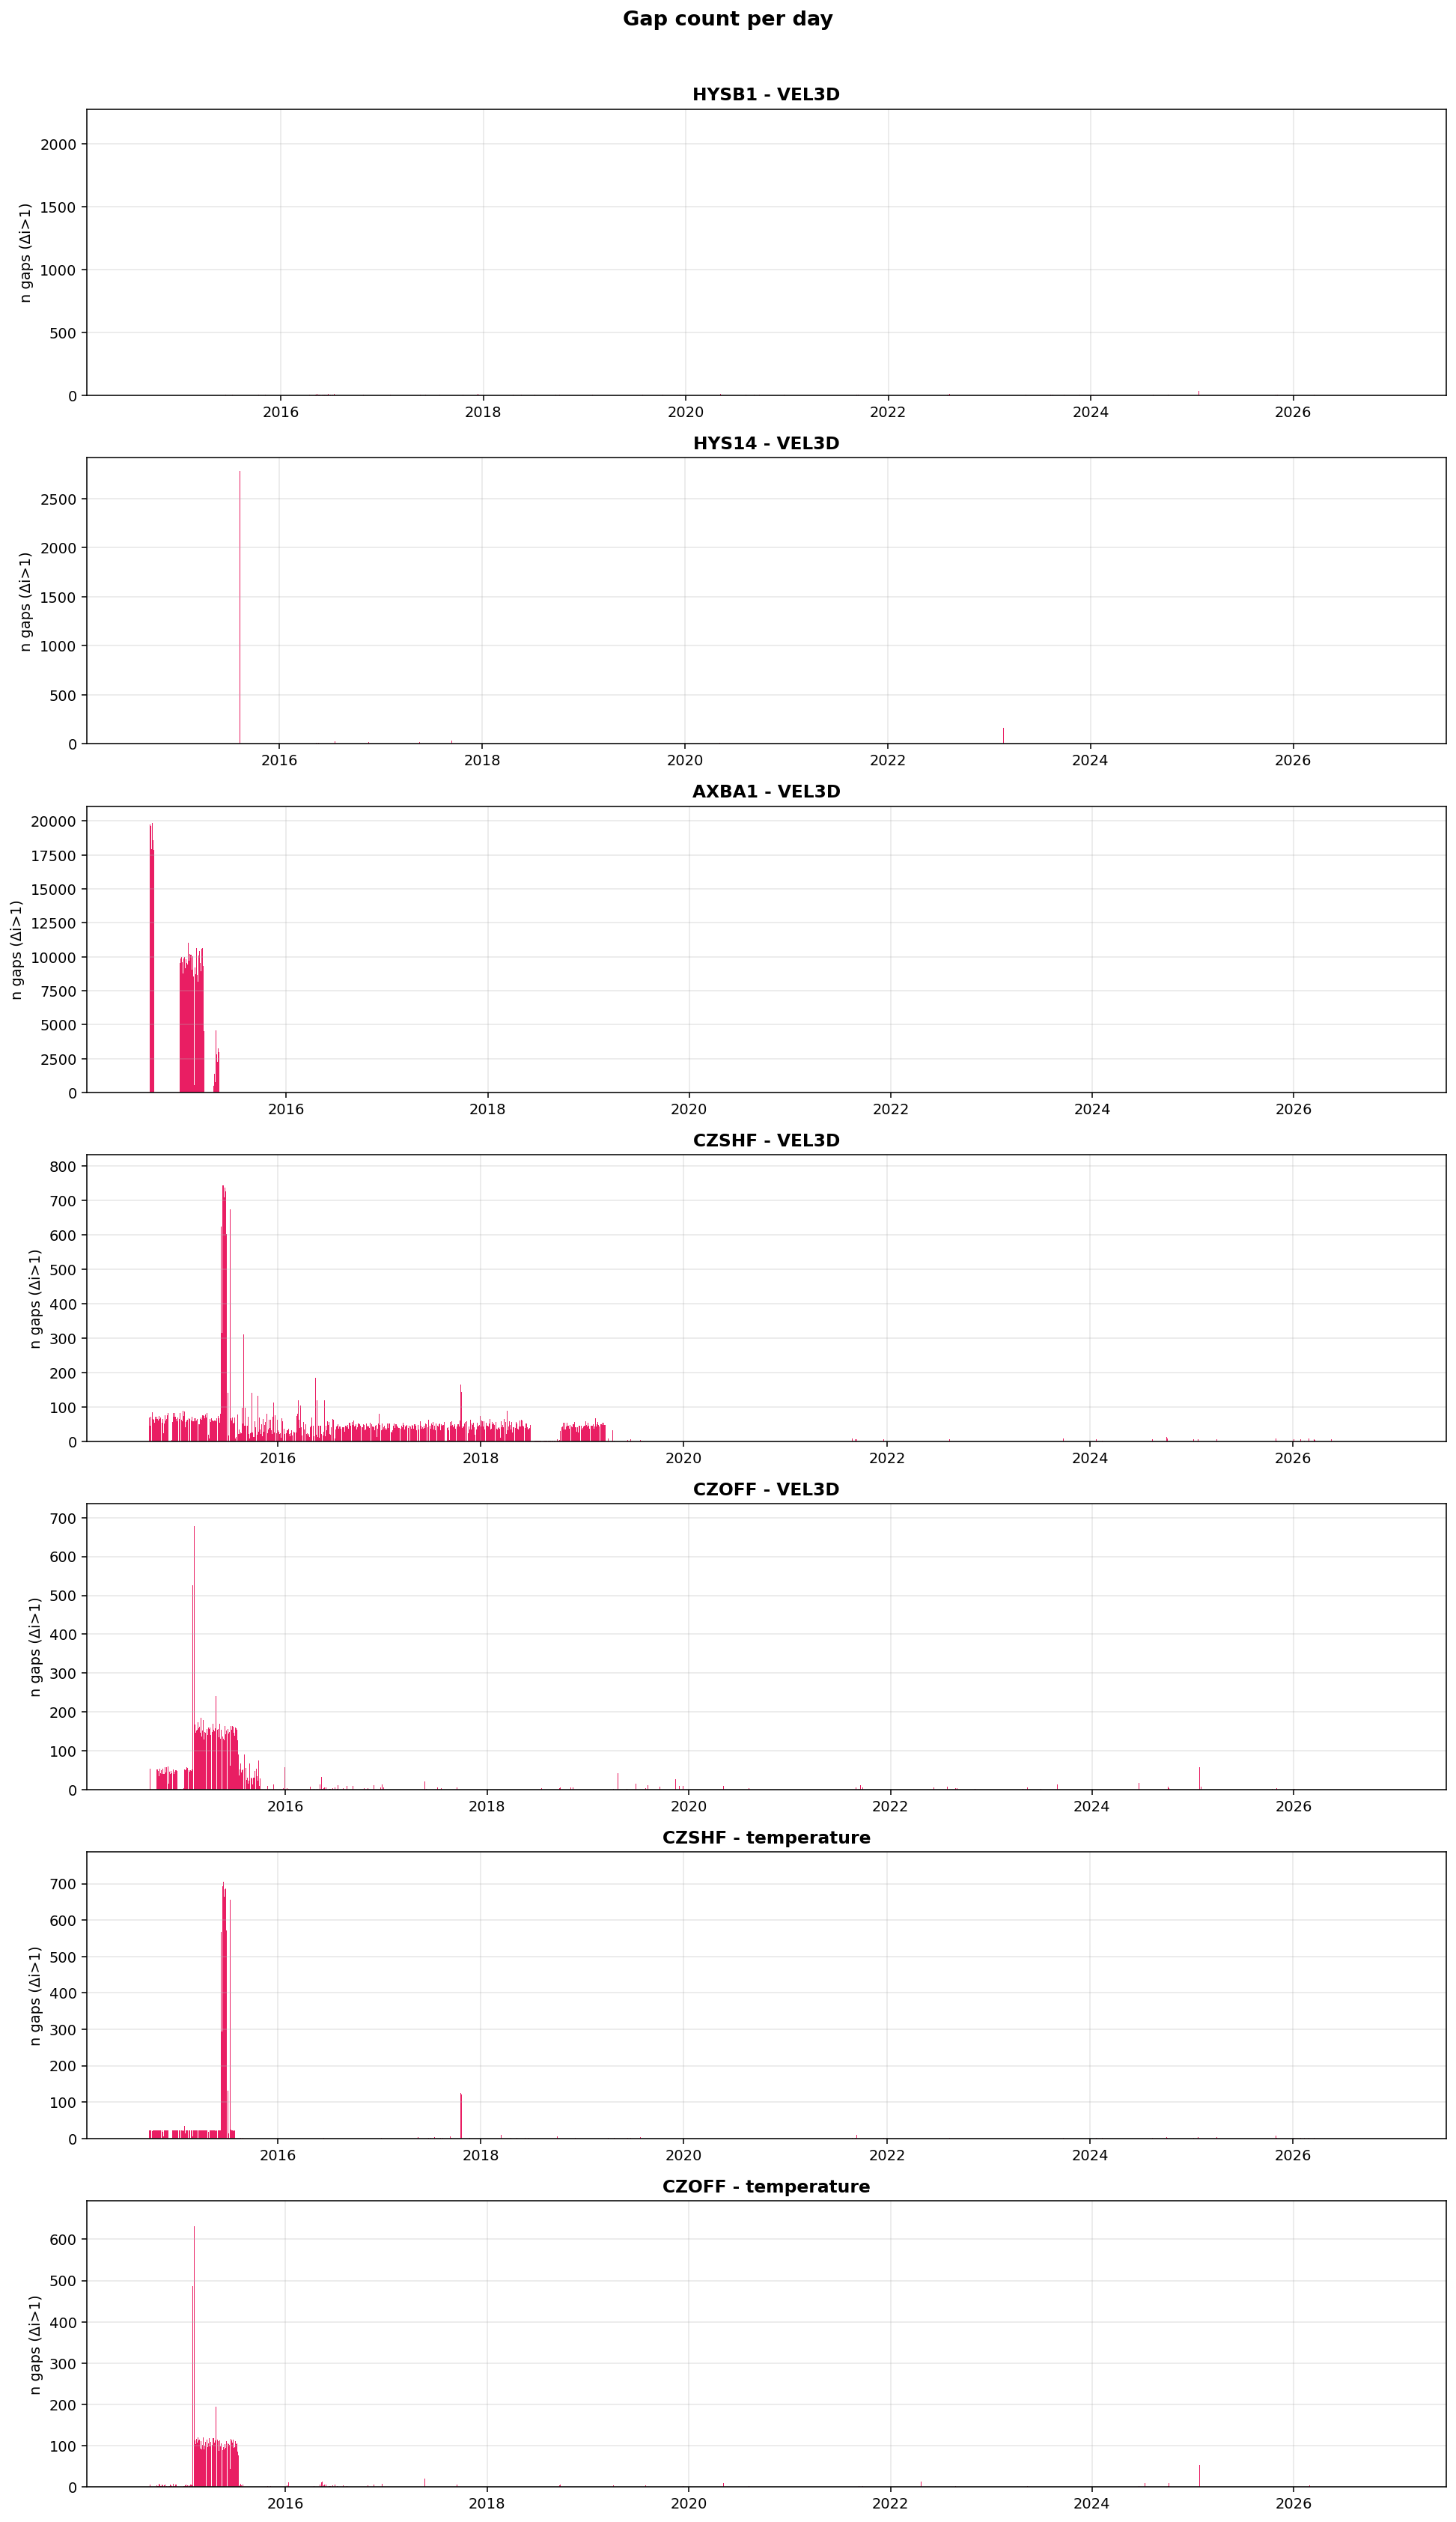 Gap count per day
HYSB1 - VEL3D
n gaps (Δi>1)
2000
1500
1000
500
0
2016 2018 2020 2022 2024 2026
HYS14 - VEL3D
n gaps (Δi>1)
2500
2000
1500
1000
500
0
2016 2018 2020 2022 2024 2026
AXBA1 - VEL3D
n gaps (Δi>1)
20000
17500
15000
12500
10000
7500
5000
2500
0
2016 2018 2020 2022 2024 2026
CZSHF - VEL3D
n gaps (Δi>1)
800
700
600
500
400
300
200
100
0
2016 2018 2020 2022 2024 2026
CZOFF - VEL3D
n gaps (Δi>1)
700
600
500
400
300
200
100
0
2016 2018 2020 2022 2024 2026
CZSHF - temperature
n gaps (Δi>1)
700
600
500
400
300
200
100
0
2016 2018 2020 2022 2024 2026
CZOFF - temperature
n gaps (Δi>1)
600
500
400
300
200
100
0
2016 2018 2020 2022 2024 2026